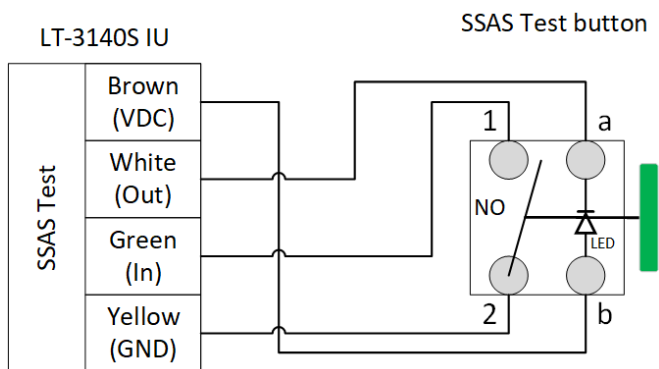 SSAS Test button
LT-3140S IU
SSAS Test
Brown
(VDC)
White
(Out)
Green
(In)
Yellow
(GND)
1
a
NO
LED
2
b